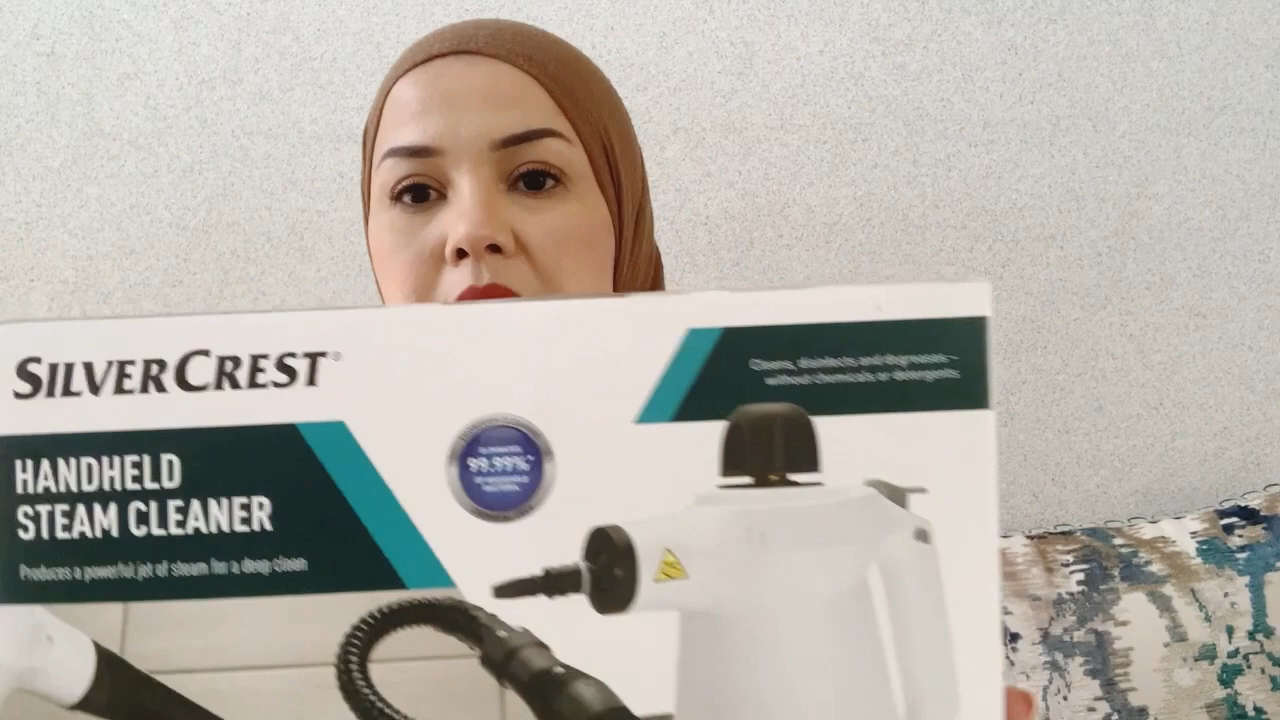 SILVERCREST®
Cleans, disinfects and degreases–
without chemicals or detergents.
HANDHELD
STEAM CLEANER
Produces a powerful jet of steam for a deep clean
99.99%